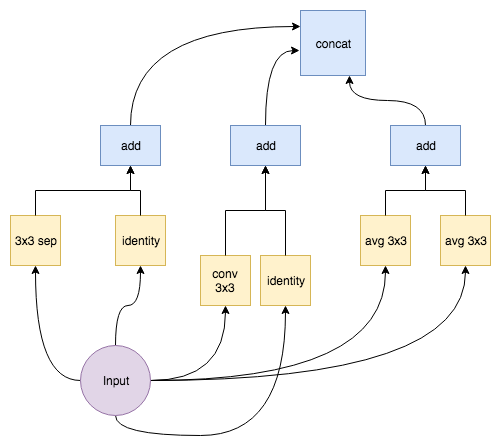 concat
add
add
add
3x3 sep
identity
avg 3x3
avg 3x3
conv
3x3
identity
Input